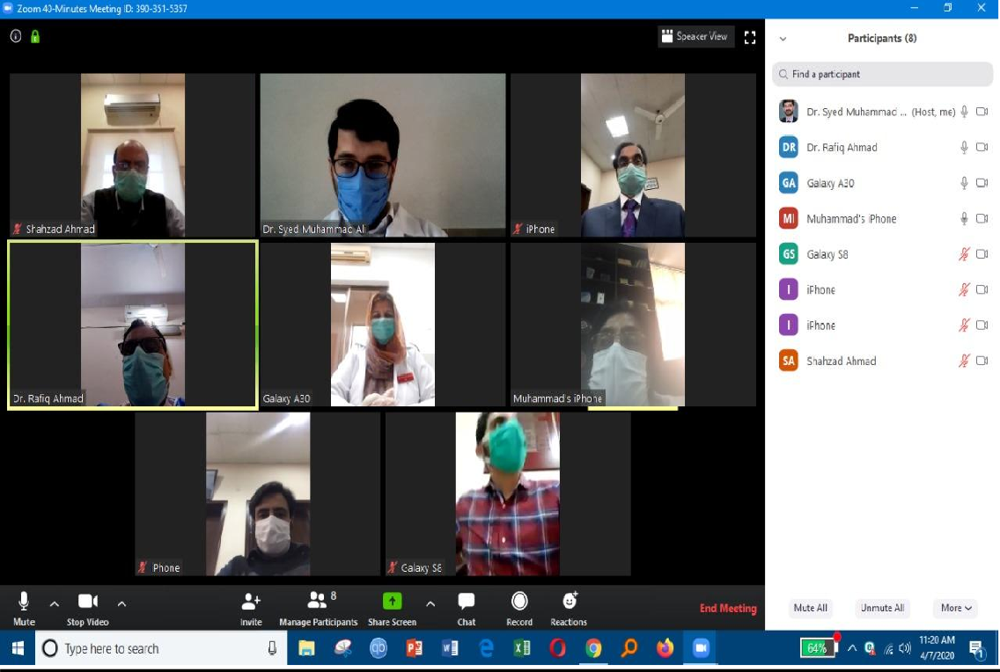 Zoom 40-Minutes Meeting ID: 390-351-5357
Speaker View
Participants (8)
Find a participant
Shahzad Ahmad
Dr. Syed Muhammad Ali
iPhone
Dr. Rafiq Ahmad
Galaxy A30
Muhammad's iPhone
iPhone
Galaxy S8
Dr. Syed Muhammad ... (Host, me)
DR Dr. Rafiq Ahmad
GA Galaxy A30
MI Muhammad's iPhone
GS Galaxy S8
I iPhone
I iPhone
SA Shahzad Ahmad
Mute
Stop Video
Invite
8
Manage Participants
Share Screen
Chat
Record
Reactions
End Meeting
Mute All
Unmute All
More
Type here to search
64%
11:20 AM
4/7/2020
1